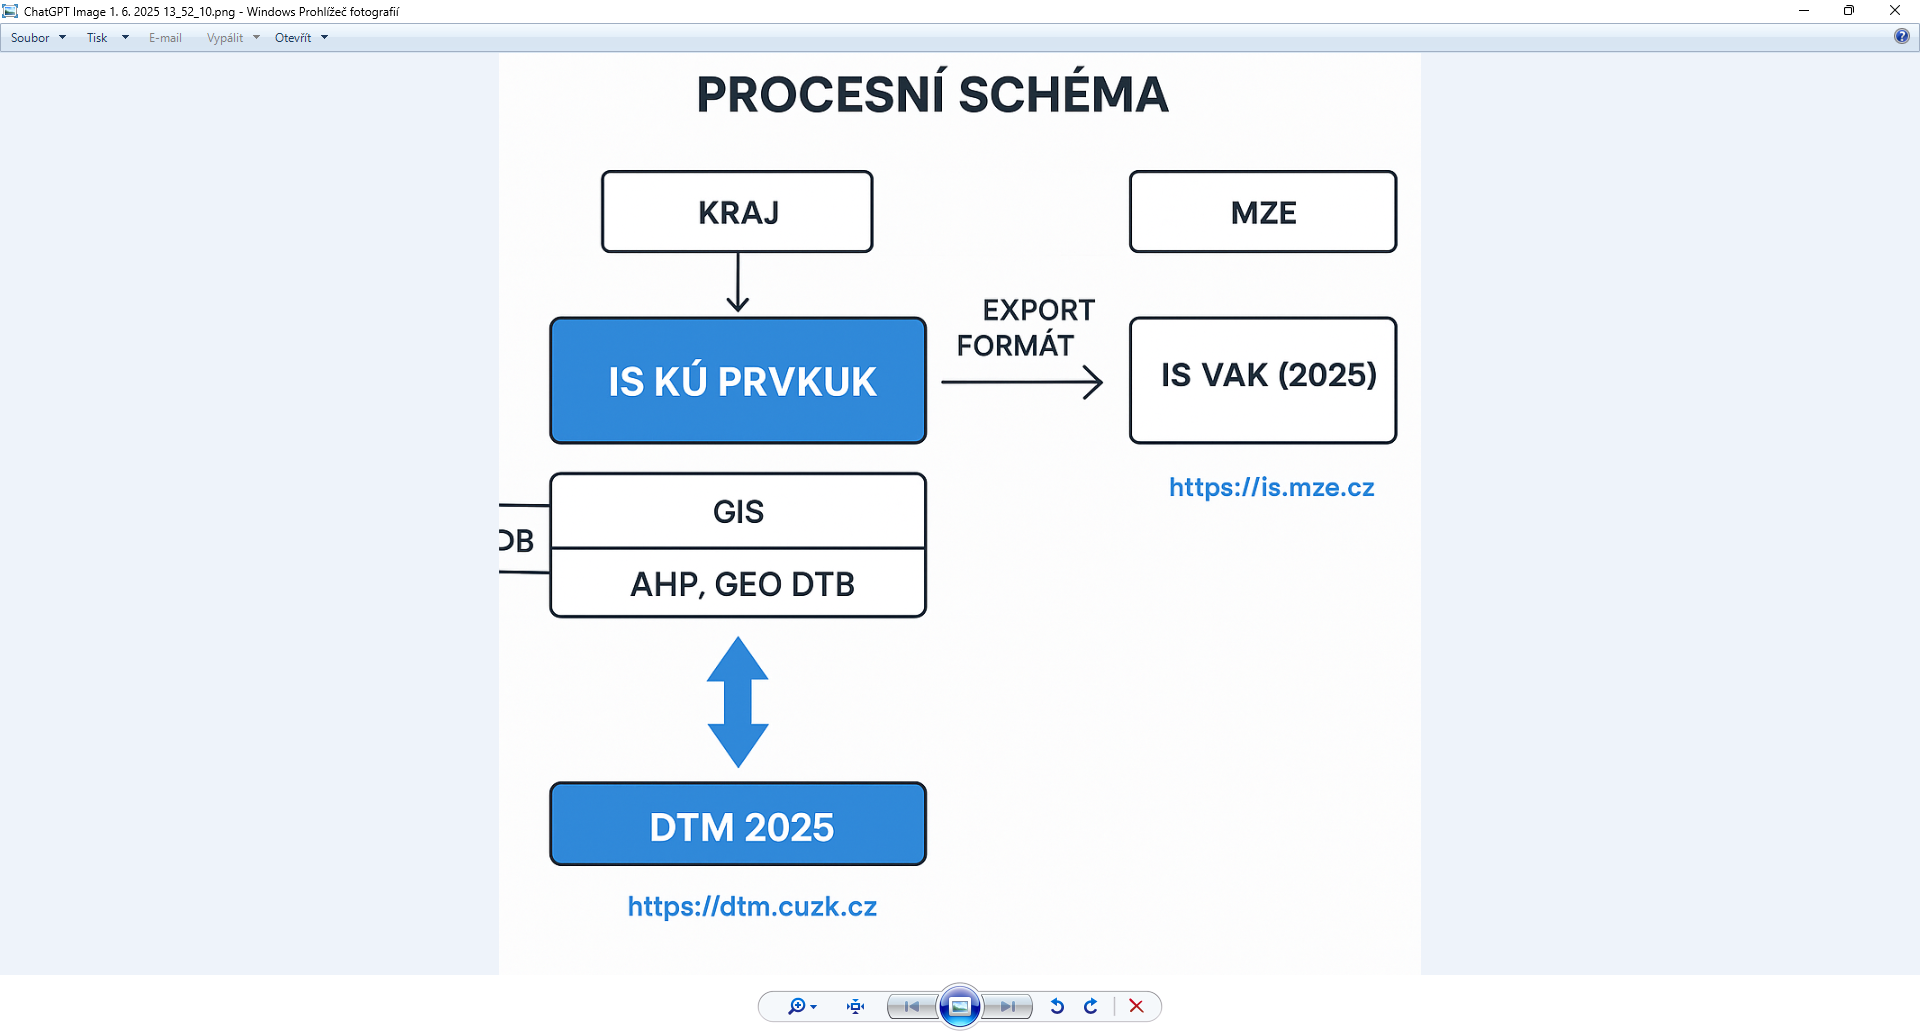 ChatGPT Image 1. 6. 2025 13_52_10.png - Windows Prohlížeč fotografií
Soubor Tisk E-mail Vypálit Otevřít
PROCESNÍ SCHÉMA
KRAJ
MZE
EXPORT
FORMÁT
IS KÚ PRVKUK
IS VAK (2025)
https://is.mze.cz
GIS
DB
AHP, GEO DTB
DTM 2025
https://dtm.cuzk.cz